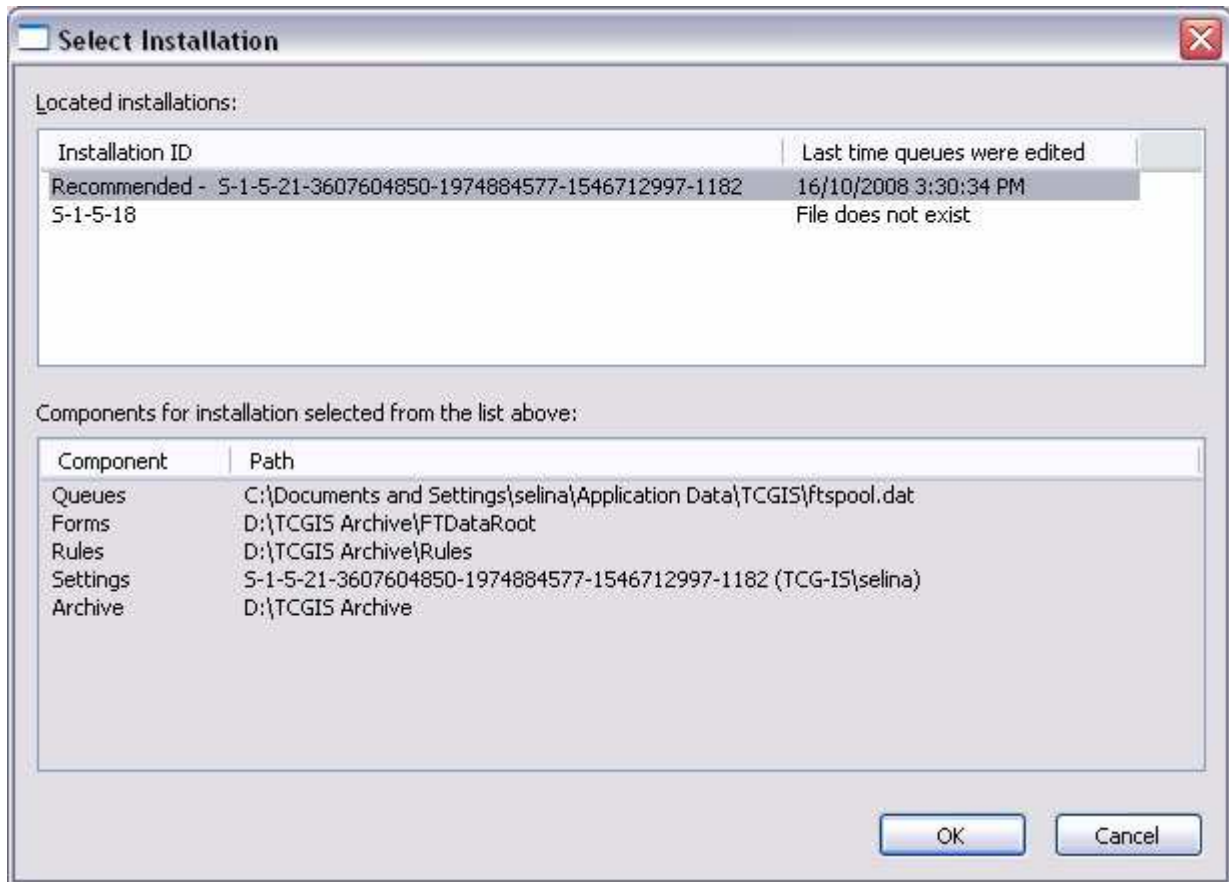 Select Installation
Located installations:
Installation ID Last time queues were edited
Recommended - S-1-5-21-3607604850-1974884577-1546712997-1182 16/10/2008 3:30:34 PM
S-1-5-18 File does not exist
Components for installation selected from the list above:
Component Path
Queues C:\Documents and Settings\selina\Application Data\TCGIS\ftspool.dat
Forms D:\TCGIS Archive\FTDataRoot
Rules D:\TCGIS Archive\Rules
Settings S-1-5-21-3607604850-1974884577-1546712997-1182 (TCG-IS\selina)
Archive D:\TCGIS Archive
OK Cancel